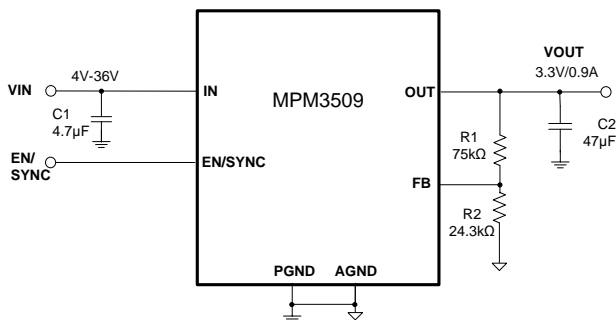 VOUT
4V-36V
3.3V/0.9A
VIN
IN
OUT
MPM3509
C1
4.7µF
R1
75kΩ
C2
47µF
EN/
SYNC
EN/SYNC
FB
R2
24.3kΩ
PGND
AGND